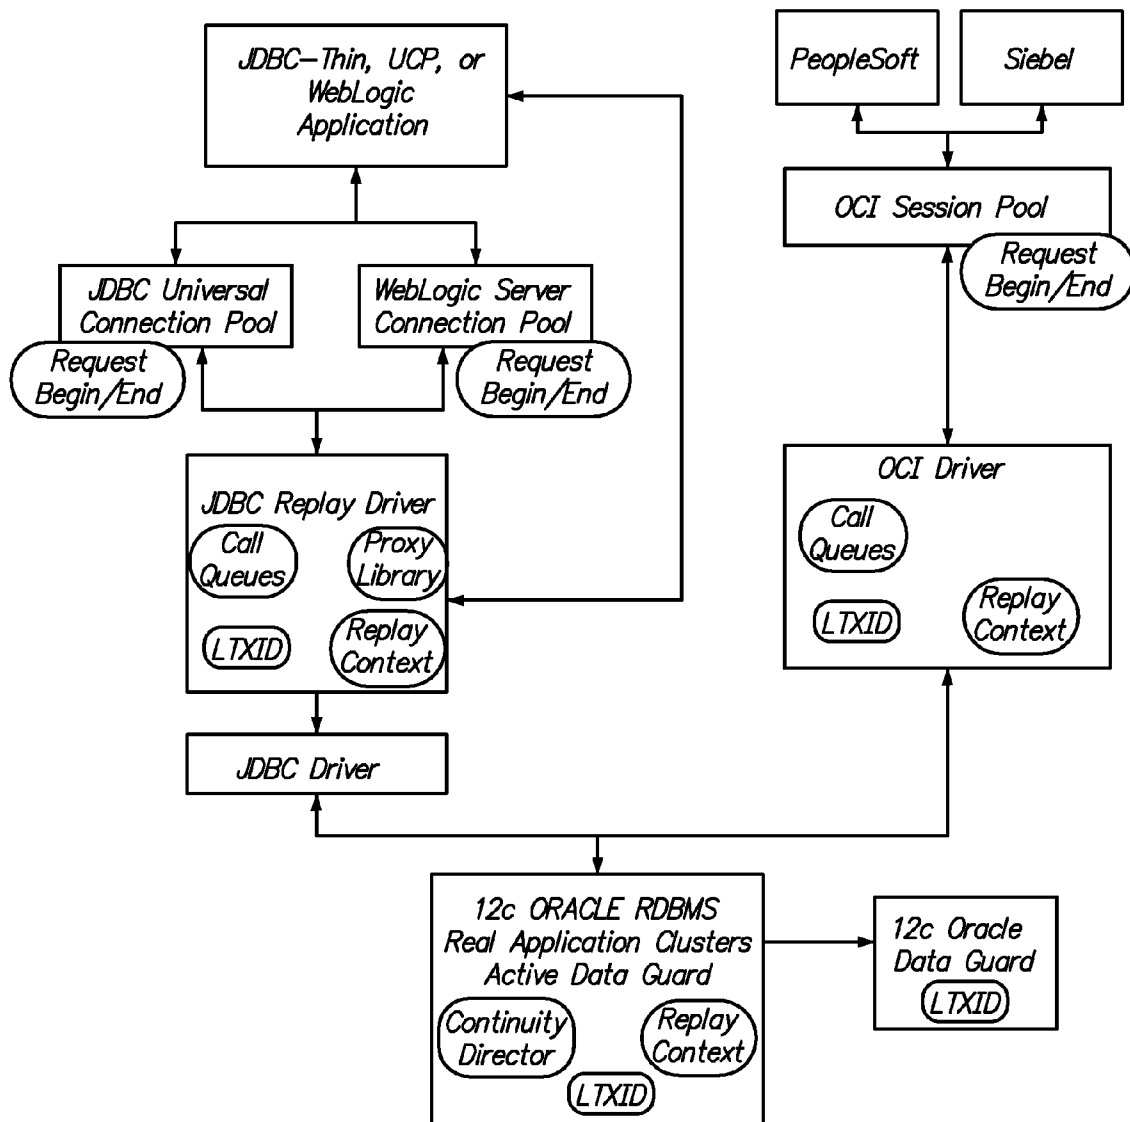 JDBC-Thin, UCP, or
WebLogic
Application
PeopleSoft
Siebel
OCI Session Pool
Request
Begin/End
JDBC Universal
Connection Pool
Request
Begin/End
WebLogic Server
Connection Pool
Request
Begin/End
JDBC Replay Driver
Call
Queues
Proxy
Library
LTXID
Replay
Context
OCI Driver
Call
Queues
LTXID
Replay
Context
JDBC Driver
12c ORACLE RDBMS
Real Application Clusters
Active Data Guard
Continuity
Director
Replay
Context
LTXID
12c Oracle
Data Guard
LTXID